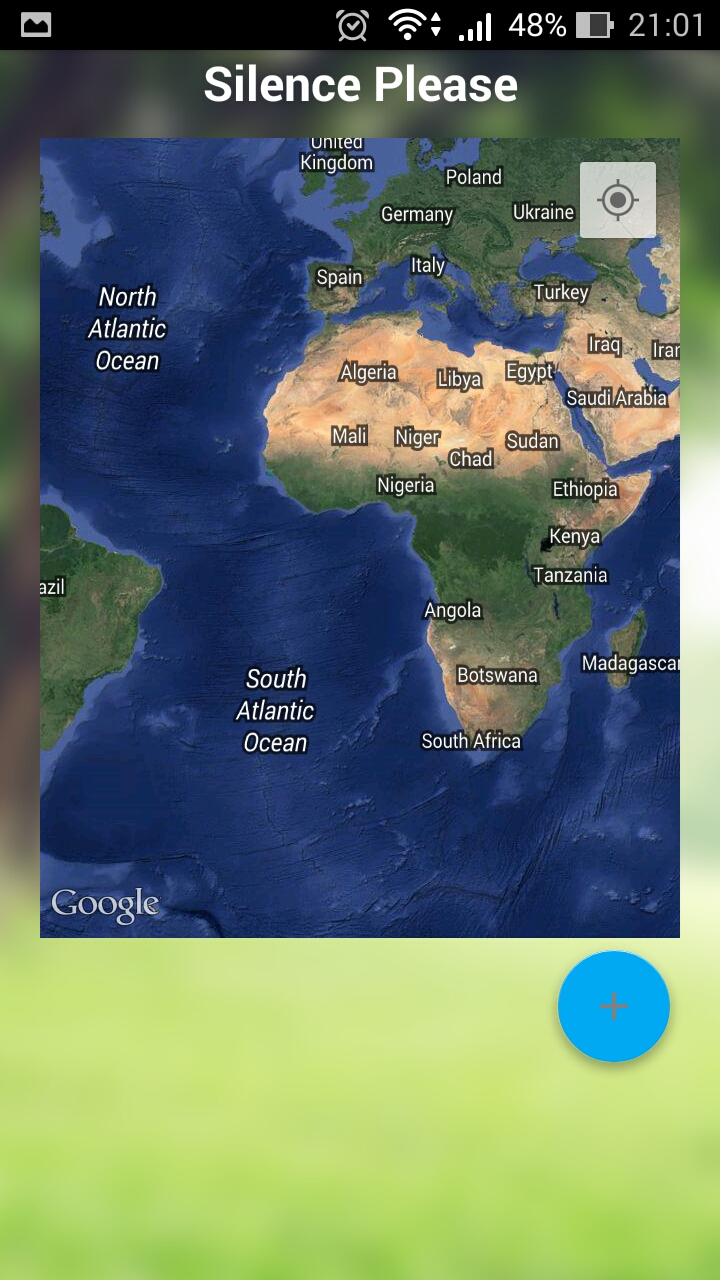 48% 21:01
Silence Please
United
Kingdom
Poland
Germany
Ukraine
Spain
Italy
Turkey
North
Atlantic
Ocean
Iraq
Iran
Algeria
Libya
Egypt
Saudi Arabia
Mali
Niger
Chad
Sudan
Nigeria
Ethiopia
Kenya
azil
Tanzania
Angola
Botswana
Madagascar
South
Atlantic
Ocean
South Africa
Google